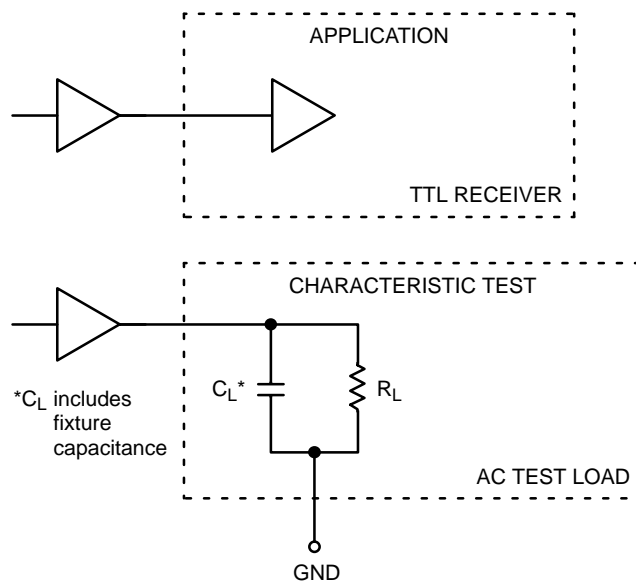 APPLICATION
TTL RECEIVER
CHARACTERISTIC TEST
*CL includes
fixture
capacitance
CL*
RL
AC TEST LOAD
GND